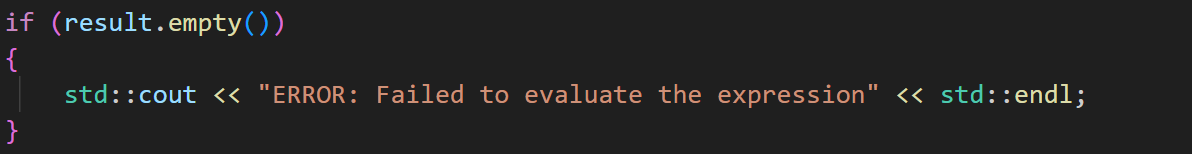 if (result.empty())
{
    std::cout << "ERROR: Failed to evaluate the expression" << std::endl;
}